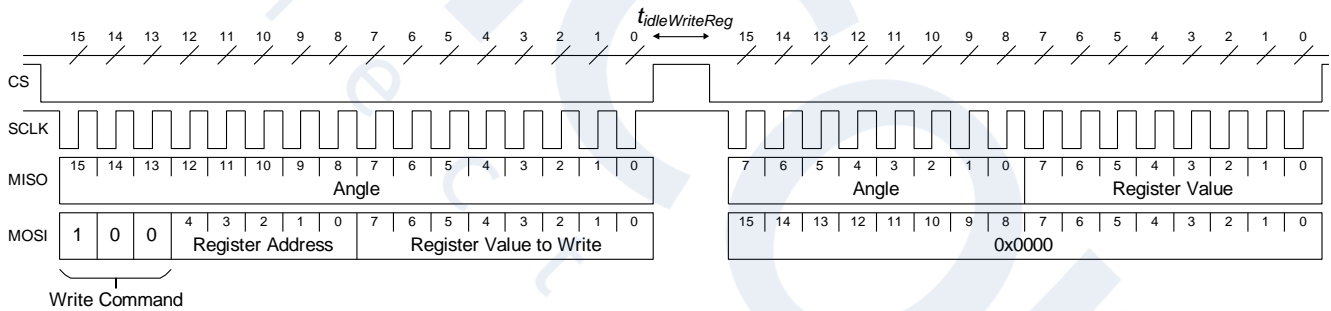 t_idleWriteReg
15 14 13 12 11 10 9 8 7 6 5 4 3 2 1 0 15 14 13 12 11 10 9 8 7 6 5 4 3 2 1 0
CS
SCLK
MISO 15 14 13 12 11 10 9 8 7 6 5 4 3 2 1 0 7 6 5 4 3 2 1 0 7 6 5 4 3 2 1 0
Angle Angle Register Value
MOSI 1 0 0 4 3 2 1 0 7 6 5 4 3 2 1 0 15 14 13 12 11 10 9 8 7 6 5 4 3 2 1 0
Register Address Register Value to Write 0x0000
Write Command